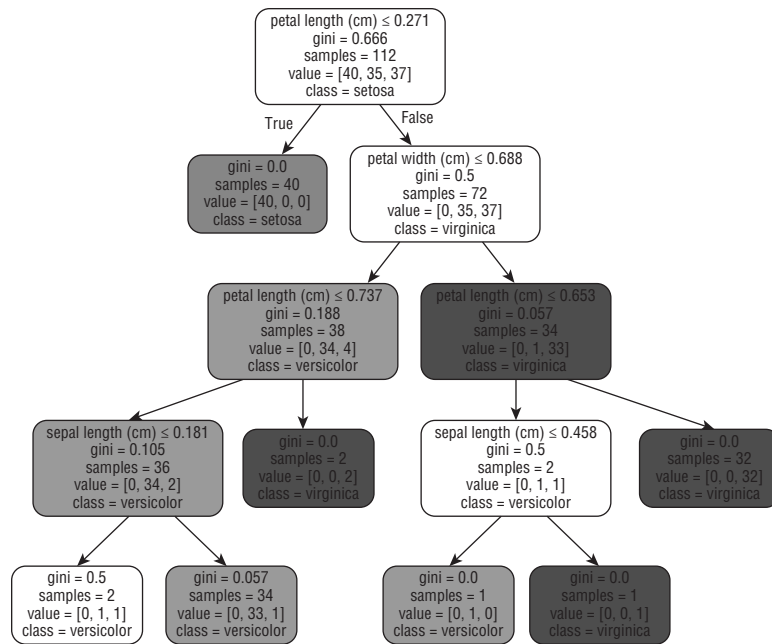 petal length (cm) ≤ 0.271
gini = 0.666
samples = 112
value = [40, 35, 37]
class = setosa
True
False
gini = 0.0
samples = 40
value = [40, 0, 0]
class = setosa
petal width (cm) ≤ 0.688
gini = 0.5
samples = 72
value = [0, 35, 37]
class = virginica
petal length (cm) ≤ 0.737
gini = 0.188
samples = 38
value = [0, 34, 4]
class = versicolor
petal length (cm) ≤ 0.653
gini = 0.057
samples = 34
value = [0, 1, 33]
class = virginica
sepal length (cm) ≤ 0.181
gini = 0.105
samples = 36
value = [0, 34, 2]
class = versicolor
gini = 0.0
samples = 2
value = [0, 0, 2]
class = virginica
sepal length (cm) ≤ 0.458
gini = 0.5
samples = 2
value = [0, 1, 1]
class = versicolor
gini = 0.0
samples = 32
value = [0, 0, 32]
class = virginica
gini = 0.5
samples = 2
value = [0, 1, 1]
class = versicolor
gini = 0.057
samples = 34
value = [0, 33, 1]
class = versicolor
gini = 0.0
samples = 1
value = [0, 1, 0]
class = versicolor
gini = 0.0
samples = 1
value = [0, 0, 1]
class = virginica